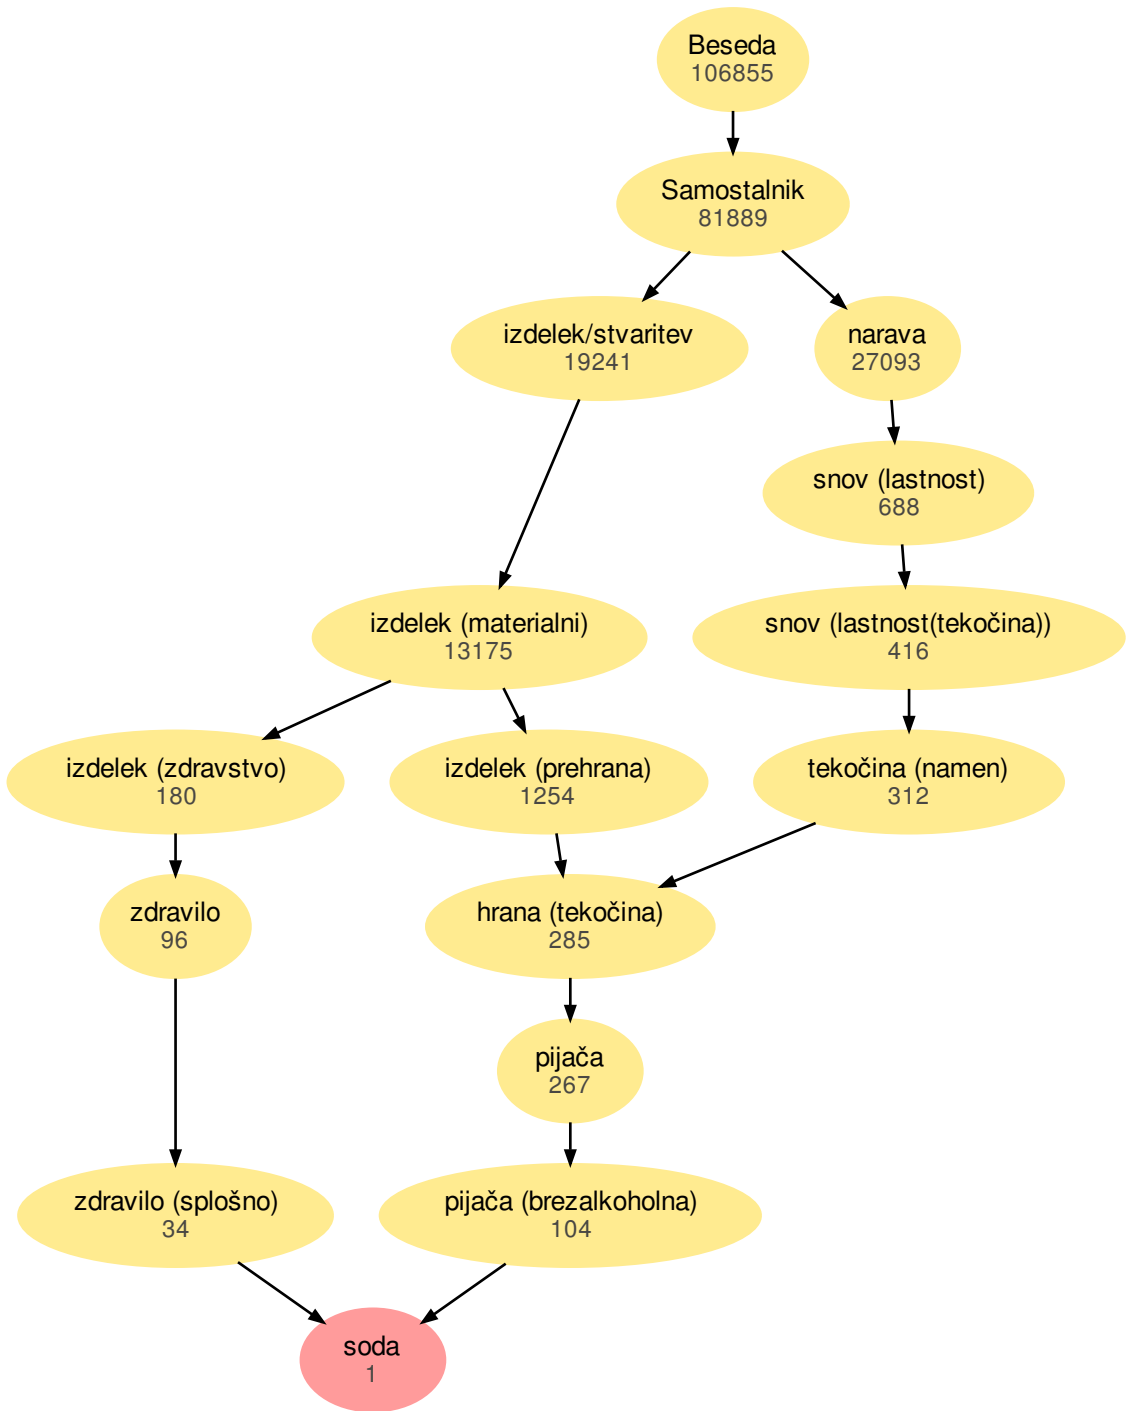 Beseda
106855
Samostalnik
81889
izdelek/stvaritev
19241
narava
27093
snov (lastnost)
688
izdelek (materialni)
13175
snov (lastnost(tekočina))
416
izdelek (zdravstvo)
180
izdelek (prehrana)
1254
tekočina (namen)
312
zdravilo
96
hrana (tekočina)
285
pijača
267
zdravilo (splošno)
34
pijača (brezalkoholna)
104
soda
1